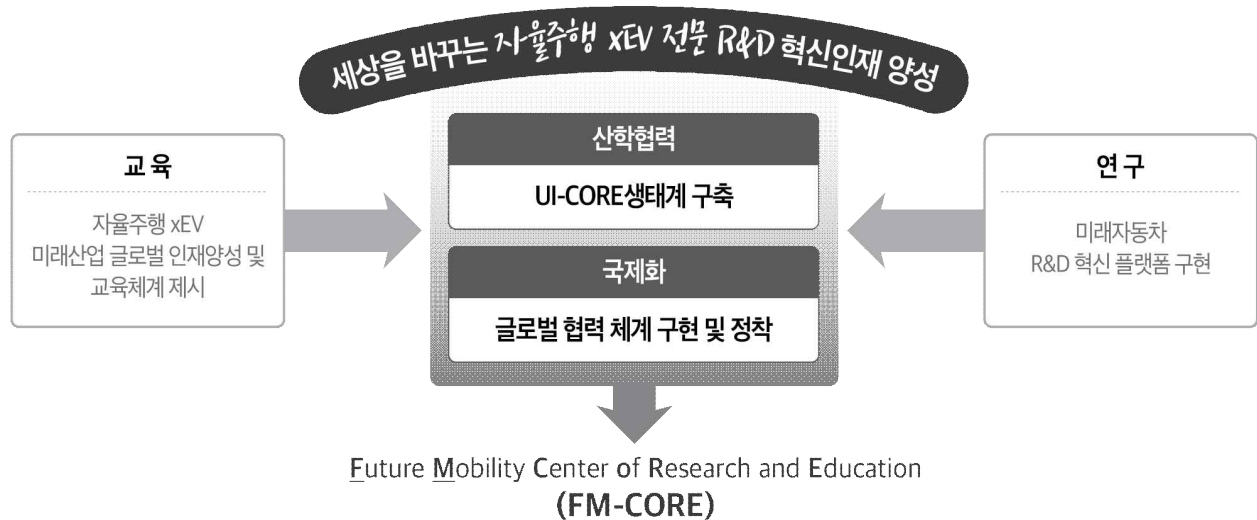 세상을 바꾸는 자율주행 xEV 전문 R&D 혁신인재 양성
교육
자율주행 xEV
미래산업 글로벌 인재양성 및
교육체계 제시
산학협력
UI-CORE생태계 구축
국제화
글로벌 협력 체계 구현 및 정착
연구
미래자동차
R&D 혁신 플랫폼 구현
Future Mobility Center of Research and Education
(FM-CORE)